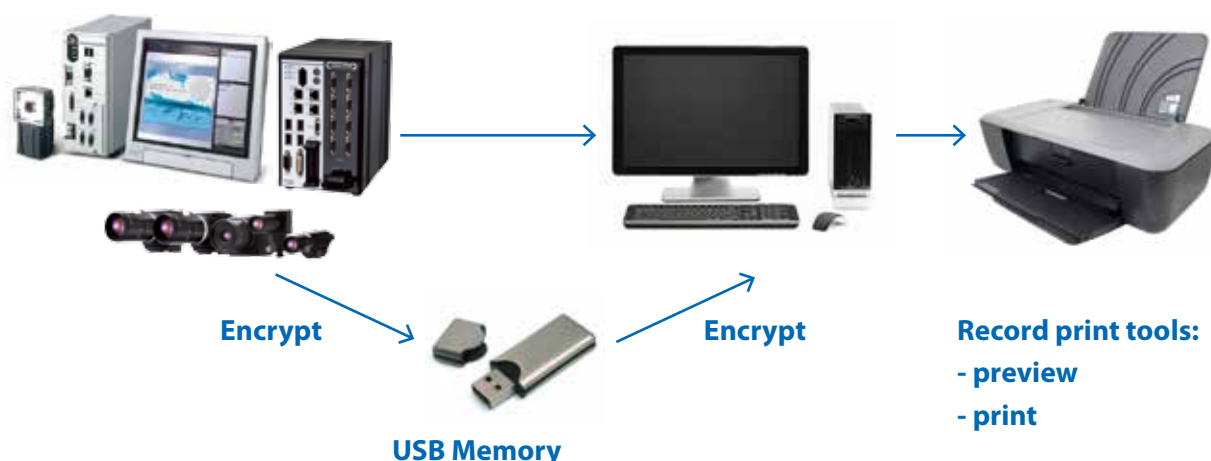 Encrypt
Encrypt
Record print tools:
- preview
- print
USB Memory